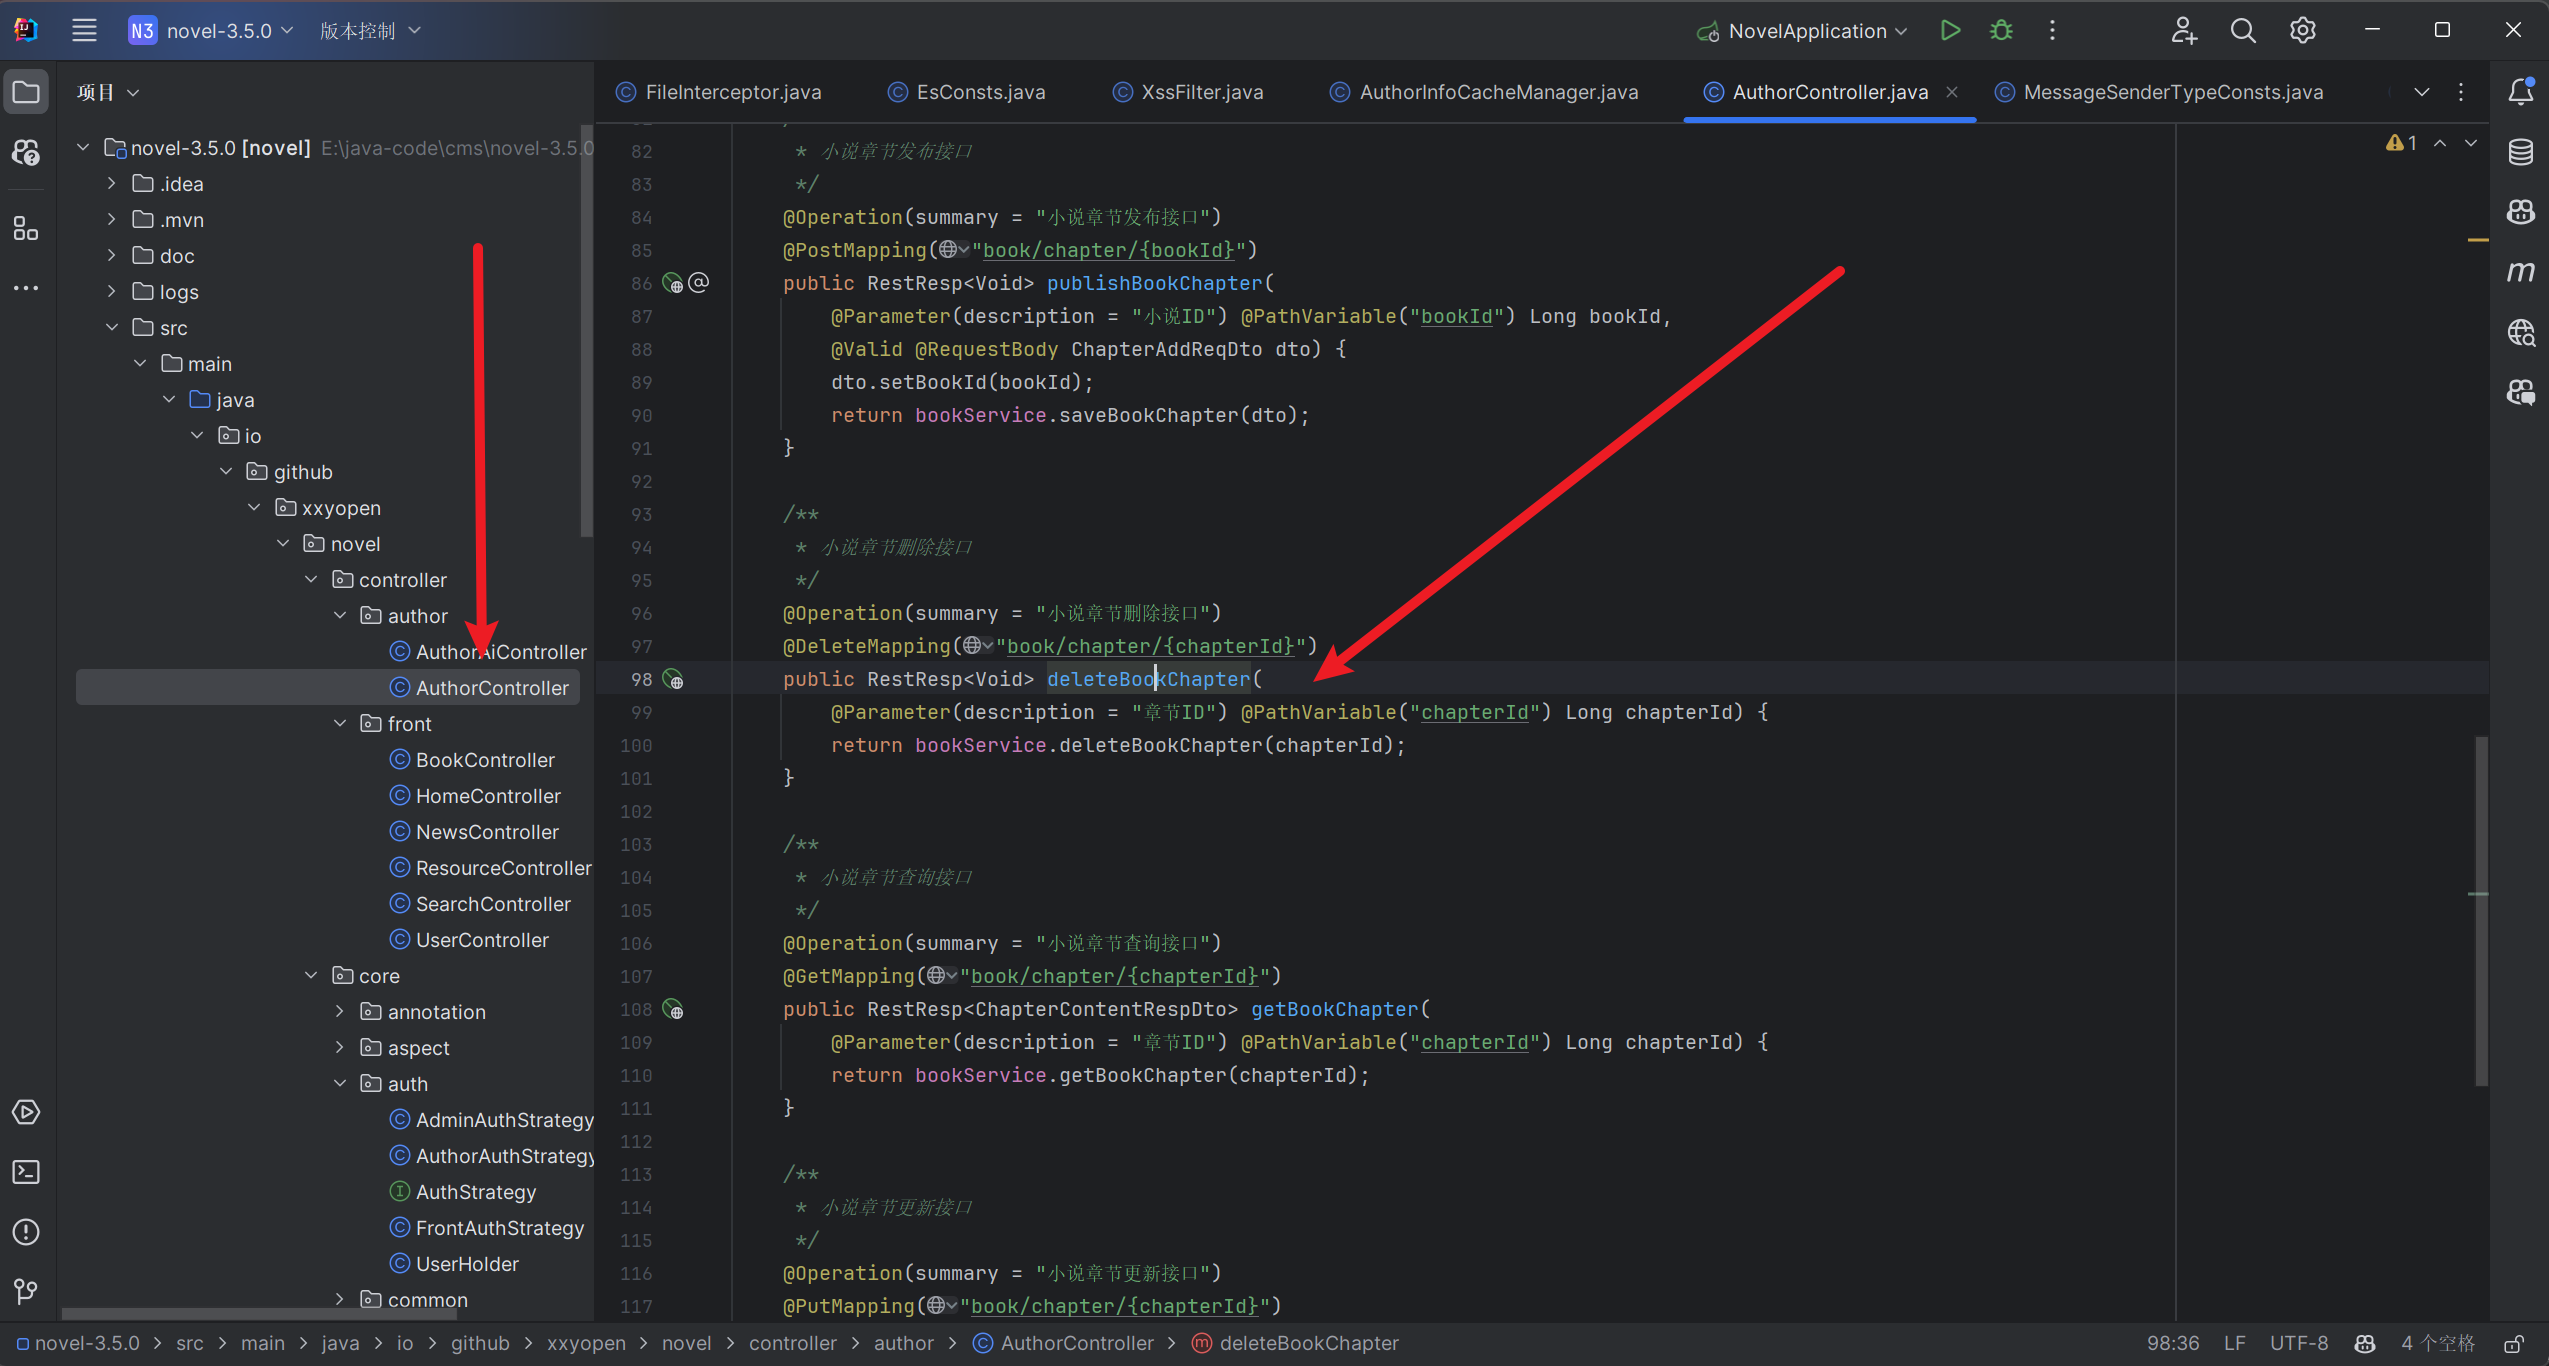 N3 novel-3.5.0 版本控制 NovelApplication
项目
novel-3.5.0 [novel] E:\java-code\cms\novel-3.5.0
.idea
.mvn
doc
logs
src
main
java
io
github
xxyopen
novel
controller
author
AuthorAiController
AuthorController
front
BookController
HomeController
NewsController
ResourceController
SearchController
UserController
core
annotation
aspect
auth
AdminAuthStrategy
AuthorAuthStrategy
AuthStrategy
FrontAuthStrategy
UserHolder
common
FileInterceptor.java EsConsts.java XssFilter.java AuthorInfoCacheManager.java AuthorController.java MessageSenderTypeConsts.java
1
82 * 小说章节发布接口
83 */
84 @Operation(summary = "小说章节发布接口")
85 @PostMapping("book/chapter/{bookId}")
86 public RestResp<Void> publishBookChapter(
87 @Parameter(description = "小说ID") @PathVariable("bookId") Long bookId,
88 @Valid @RequestBody ChapterAddReqDto dto) {
89 dto.setBookId(bookId);
90 return bookService.saveBookChapter(dto);
91 }
92
93 /**
94 * 小说章节删除接口
95 */
96 @Operation(summary = "小说章节删除接口")
97 @DeleteMapping("book/chapter/{chapterId}")
98 public RestResp<Void> deleteBookChapter(
99 @Parameter(description = "章节ID") @PathVariable("chapterId") Long chapterId) {
100 return bookService.deleteBookChapter(chapterId);
101 }
102
103 /**
104 * 小说章节查询接口
105 */
106 @Operation(summary = "小说章节查询接口")
107 @GetMapping("book/chapter/{chapterId}")
108 public RestResp<ChapterContentRespDto> getBookChapter(
109 @Parameter(description = "章节ID") @PathVariable("chapterId") Long chapterId) {
110 return bookService.getBookChapter(chapterId);
111 }
112
113 /**
114 * 小说章节更新接口
115 */
116 @Operation(summary = "小说章节更新接口")
117 @PutMapping("book/chapter/{chapterId}")
novel-3.5.0 > src > main > java > io > github > xxyopen > novel > controller > author > AuthorController > deleteBookChapter 98:36 LF UTF-8 4 个空格